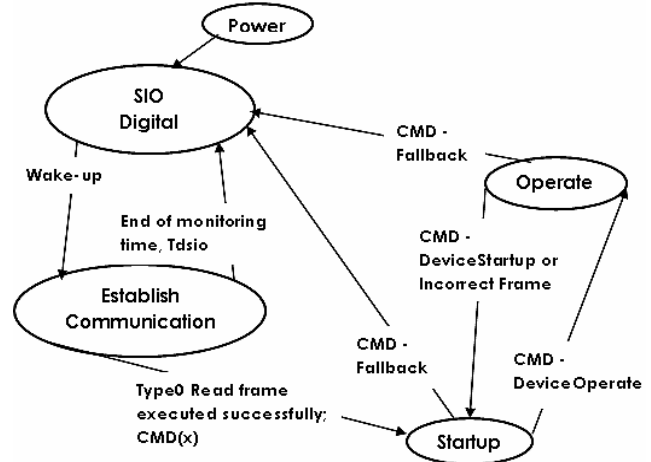 Power
SIO
Digital
CMD -
Fallback
Wake-up
Operate
End of monitoring
time, Tdsio
CMD -
DeviceStartup or
Incorrect Frame
Establish
Communication
CMD -
Fallback
CMD -
DeviceOperate
Type0 Read frame
executed successfully;
CMD(x)
Startup